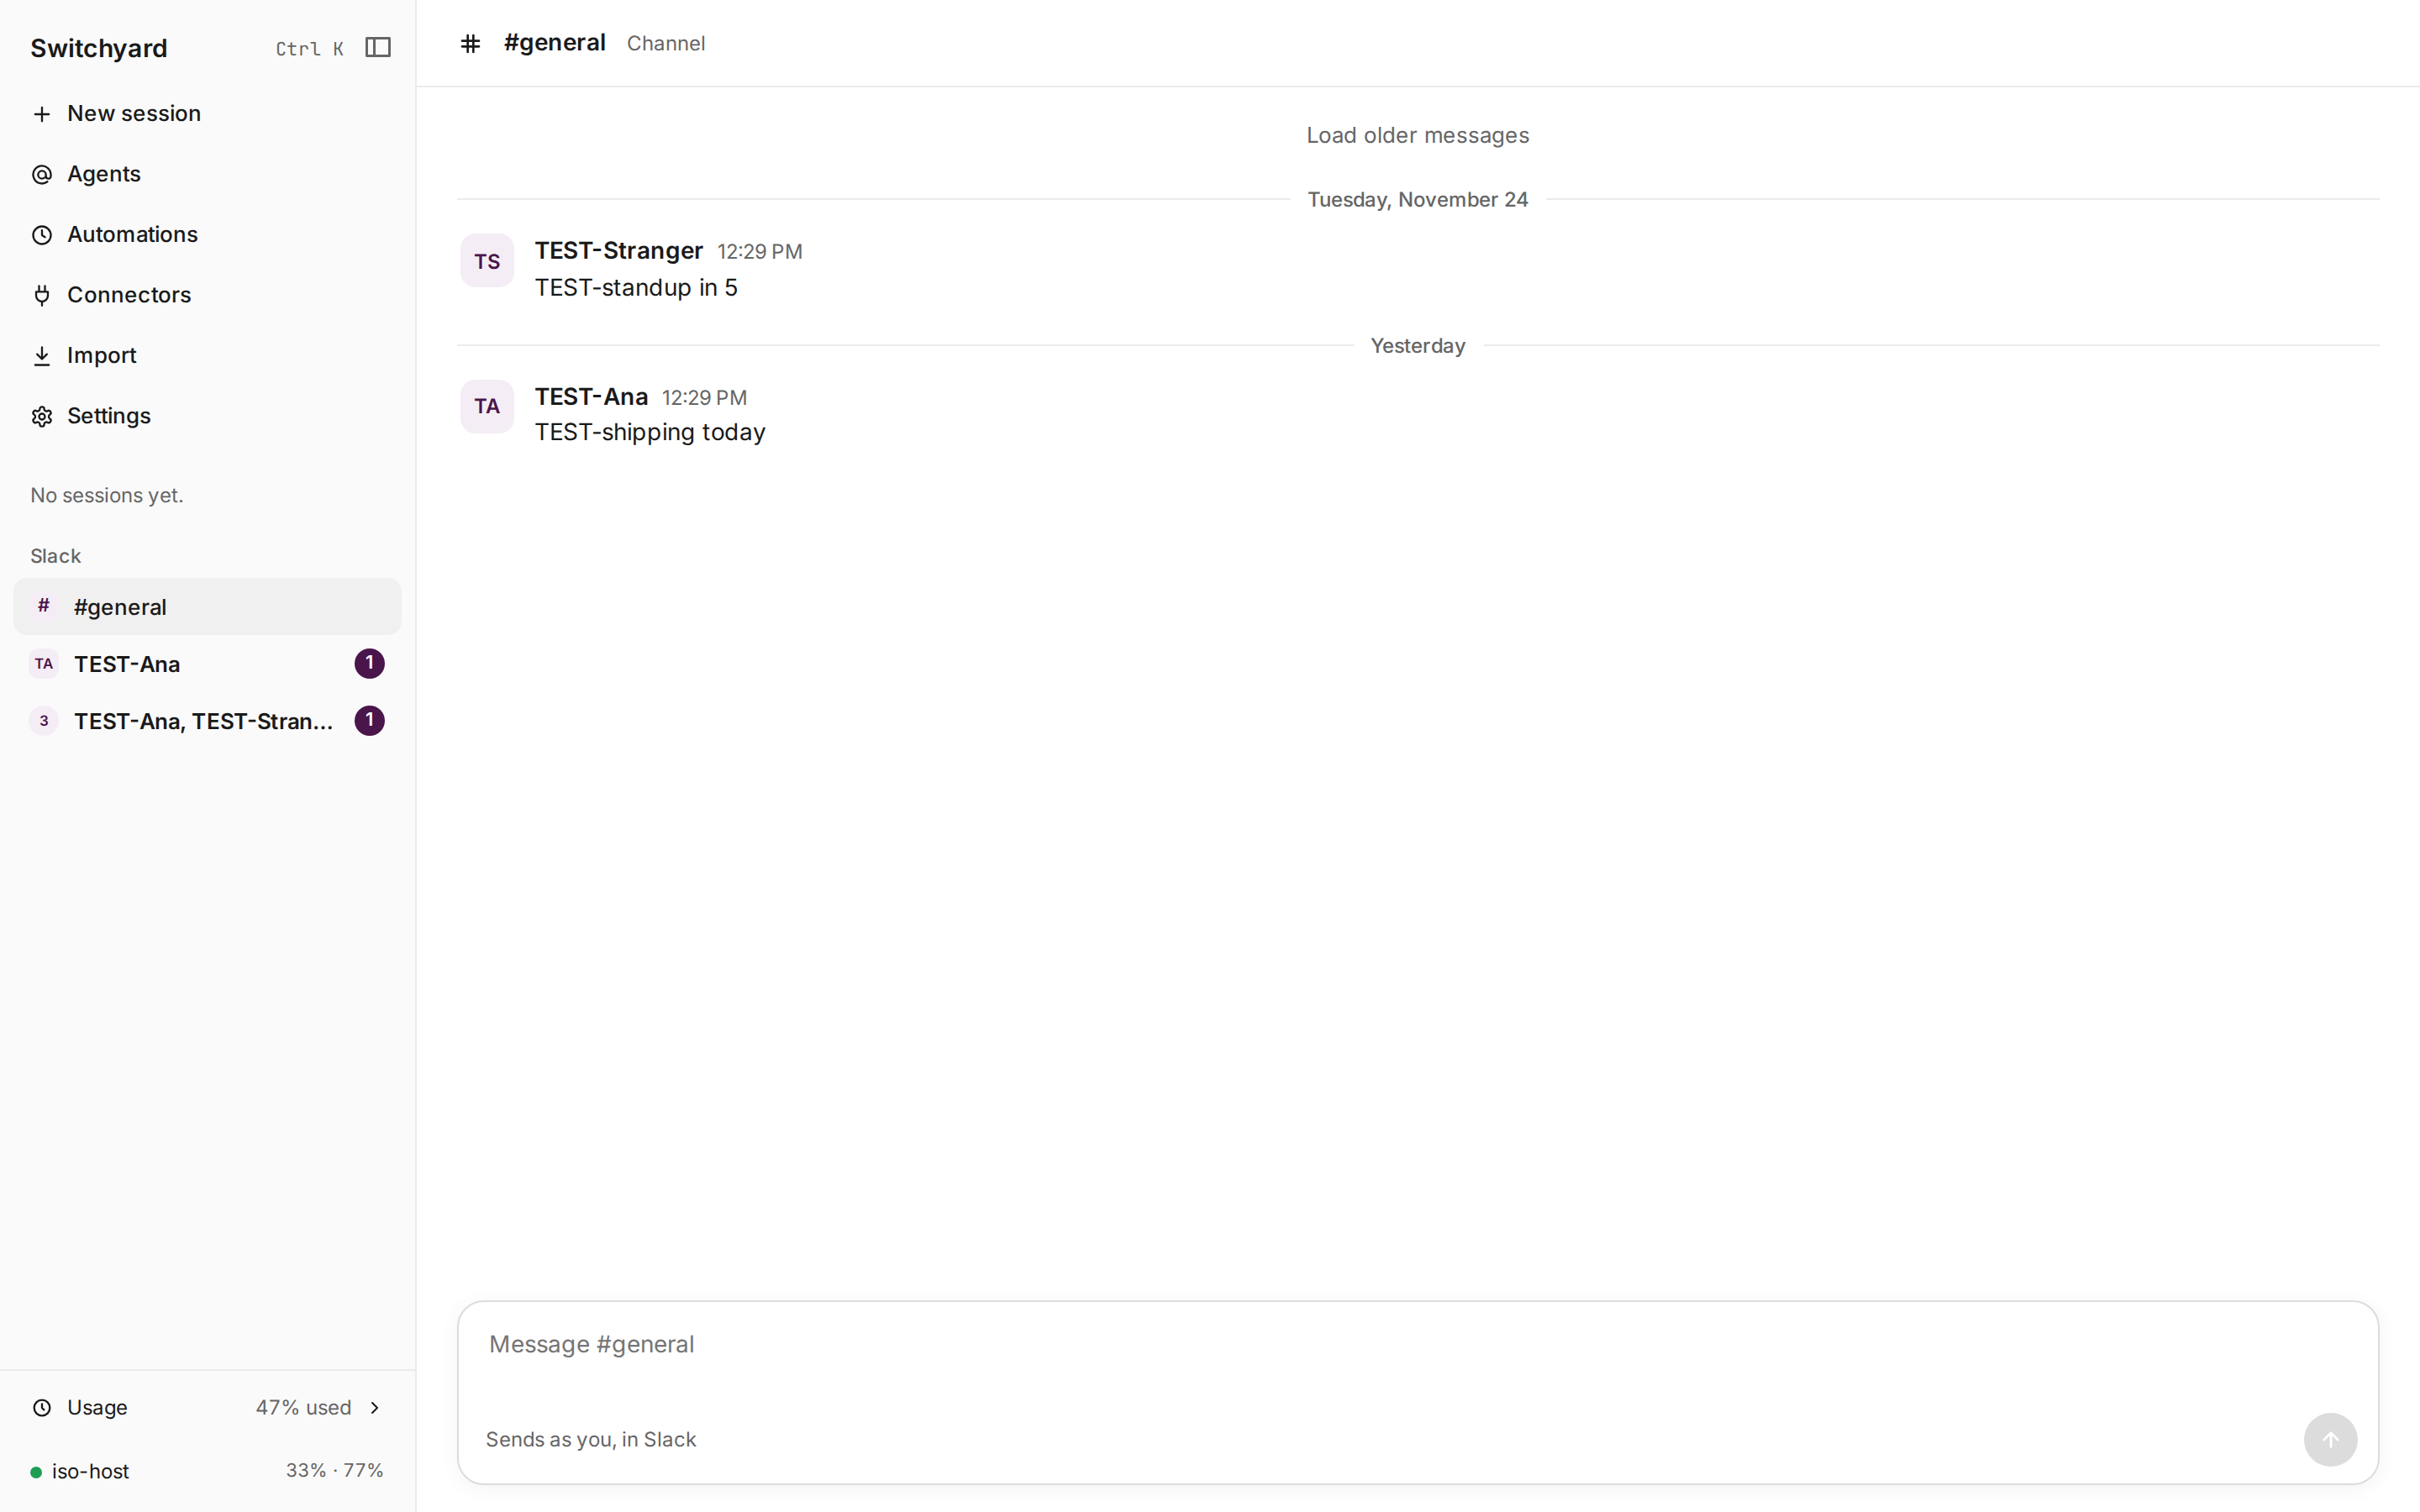 Switchyard Ctrl K
New session
Agents
Automations
Connectors
Import
Settings
No sessions yet.
Slack
# #general
TA TEST-Ana 1
3 TEST-Ana, TEST-Stran... 1
Usage 47% used
iso-host 33% · 77%
#general Channel
Load older messages
Tuesday, November 24
TS TEST-Stranger 12:29 PM
TEST-standup in 5
Yesterday
TA TEST-Ana 12:29 PM
TEST-shipping today
Message #general
Sends as you, in Slack